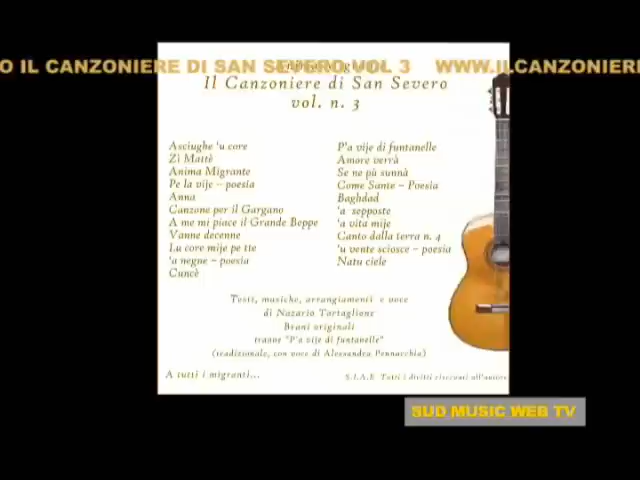 O IL CANZONIERE DI SAN SEVERO VOL 3 WWW.ILCANZONIERE
Il Canzoniere di San Severo
vol. n. 3
Asciughe 'u core
Zi Mattè
Anima Migrante
Pe la vije – poesia
Anna
Canzone per il Gargano
A me mi piace il Grande Beppe
Vanne decenne
Lu core mije pe tte
'a negne – poesia
Cuncè
P'a vije di funtanelle
Amore verrà
Se ne pù sunnà
Come Sante – Poesia
Baghdad
'a sepposte
'a vita mije
Canto dalla terra n. 4
'u vente sciosce – poesia
Natu ciele
Testi, musiche, arrangiamenti e voce
di Nazario Tartaglione
Brani originali
tranne "P'a vije di funtanelle"
(tradizionale, con voce di Alessandra Pennacchia)
A tutti i migranti...
S.I.A.E. Tutti i diritti riservati all'autore
SUD MUSIC WEB TV